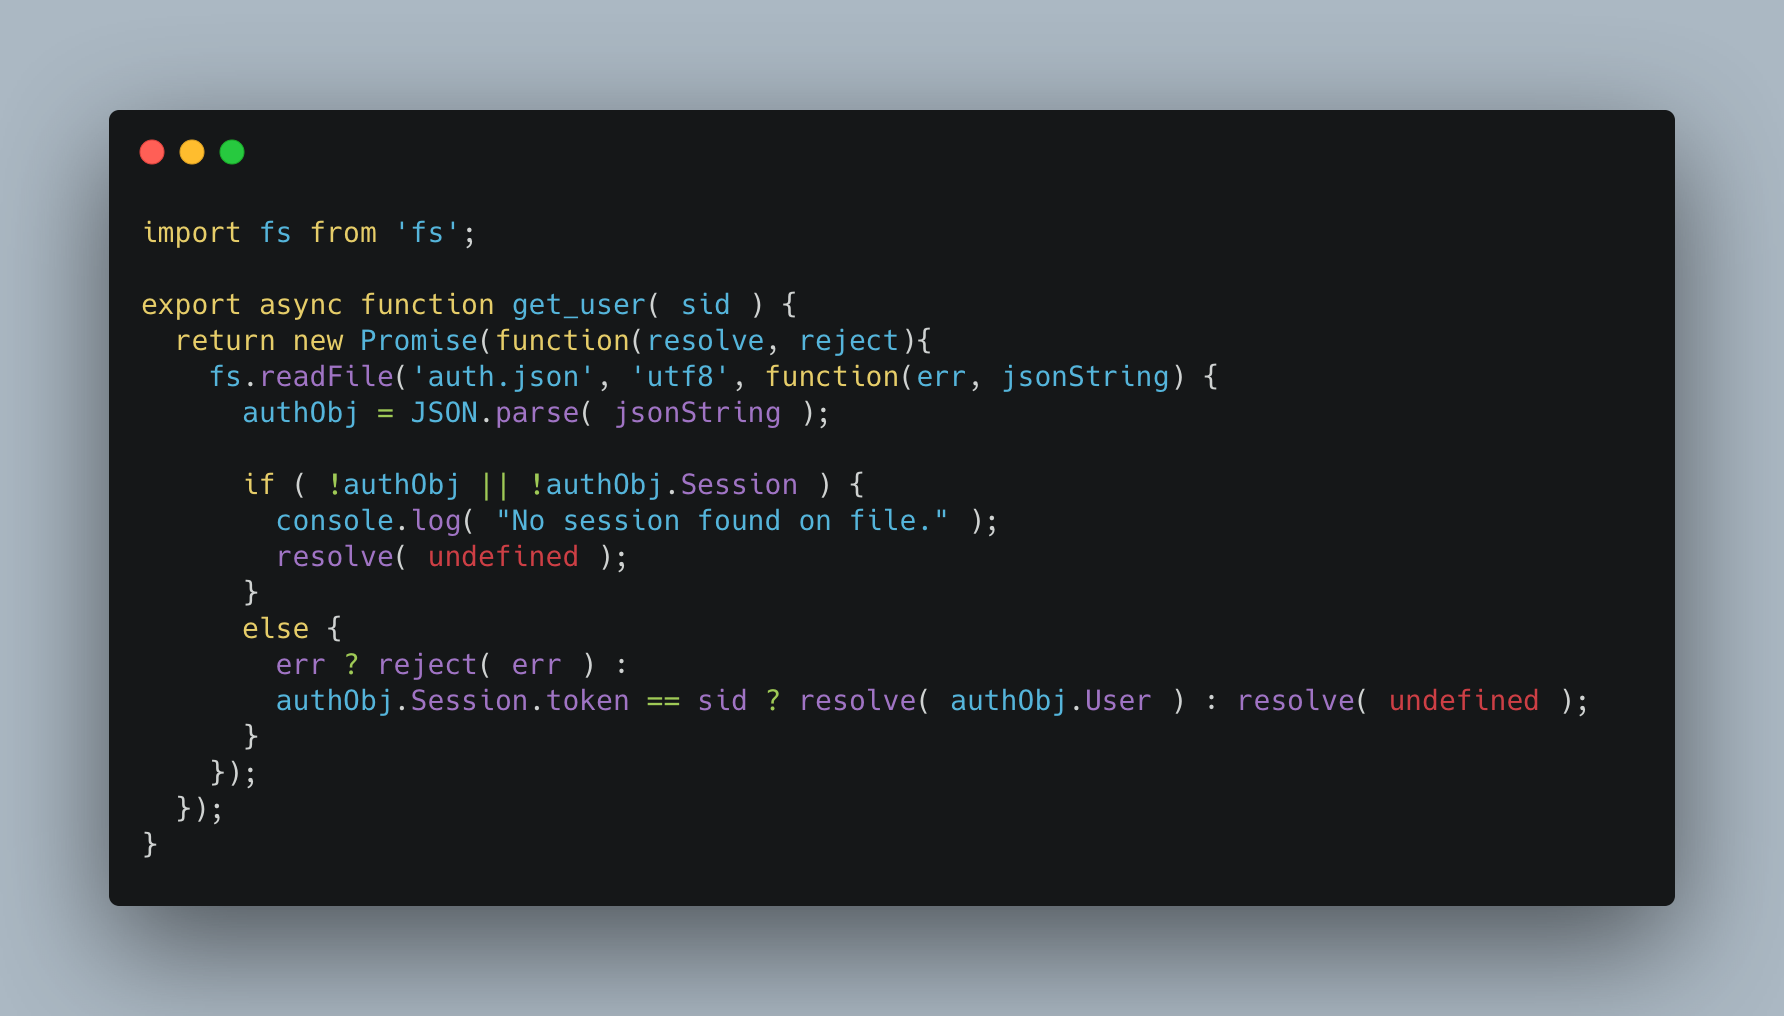 import fs from 'fs';

export async function get_user( sid ) {
  return new Promise(function(resolve, reject){
    fs.readFile('auth.json', 'utf8', function(err, jsonString) {
      authObj = JSON.parse( jsonString );

      if ( !authObj || !authObj.Session ) {
        console.log( "No session found on file." );
        resolve( undefined );
      }
      else {
        err ? reject( err ) :
        authObj.Session.token == sid ? resolve( authObj.User ) : resolve( undefined );
      }
    });
  });
}